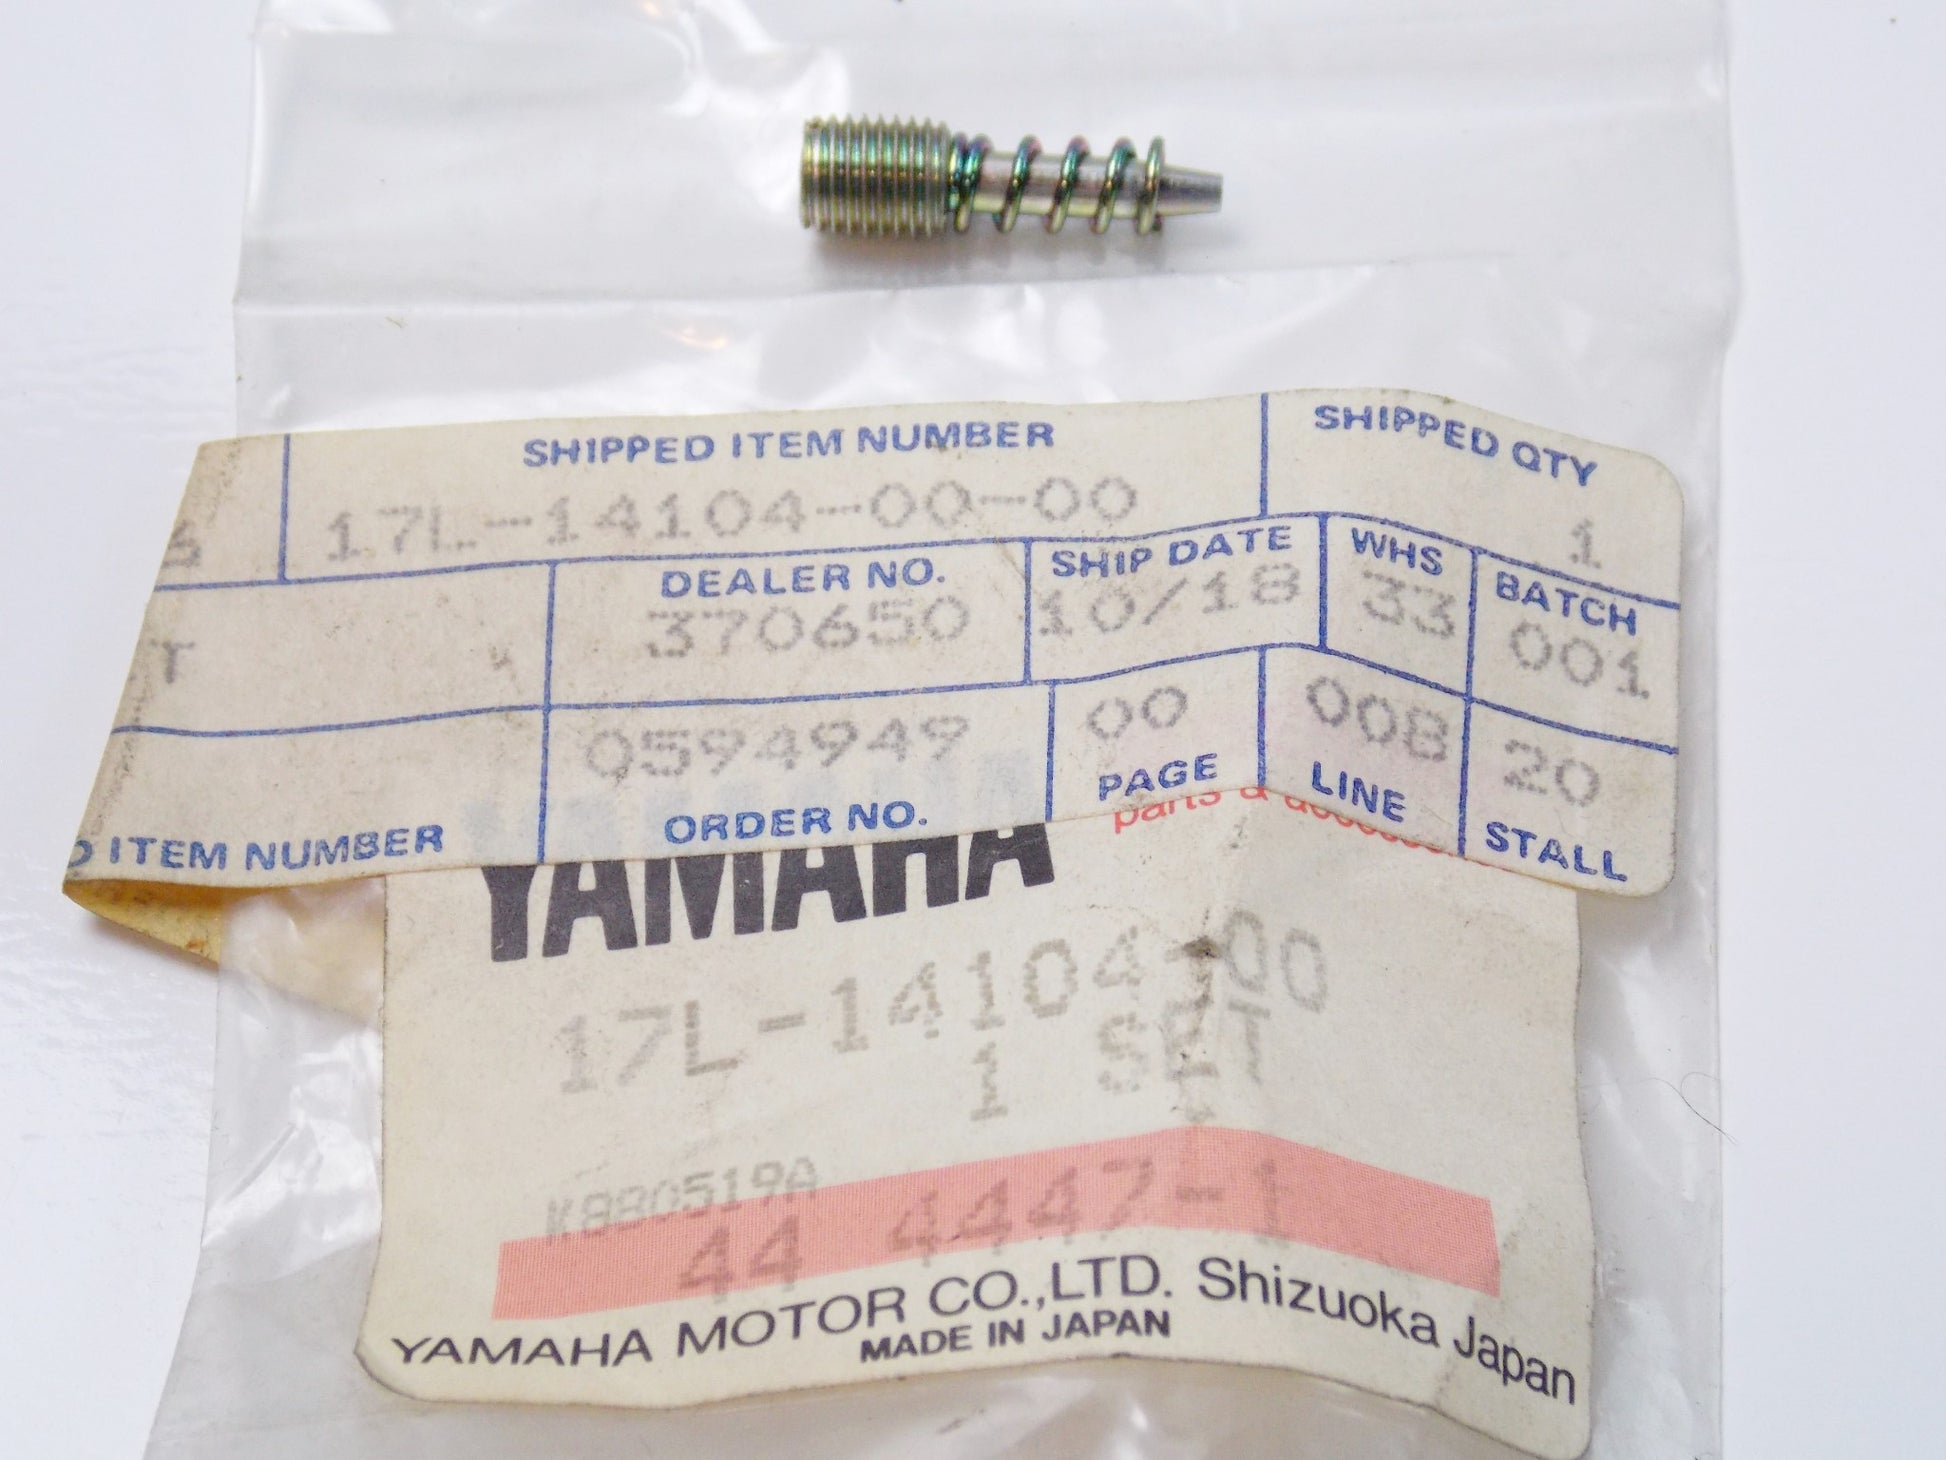 SHIPPED ITEM NUMBER SHIPPED QTY
17L-14104-00-00 1
DEALER NO. SHIP DATE WHS BATCH
T 370650 10/18 33 001
0594949 00 008 20
ITEM NUMBER ORDER NO. PAGE LINE STALL
parts &
YAMAHA
17L-14104-00
1 SET
K880519A
44 4447-1
YAMAHA MOTOR CO.,LTD. Shizuoka Japan
MADE IN JAPAN